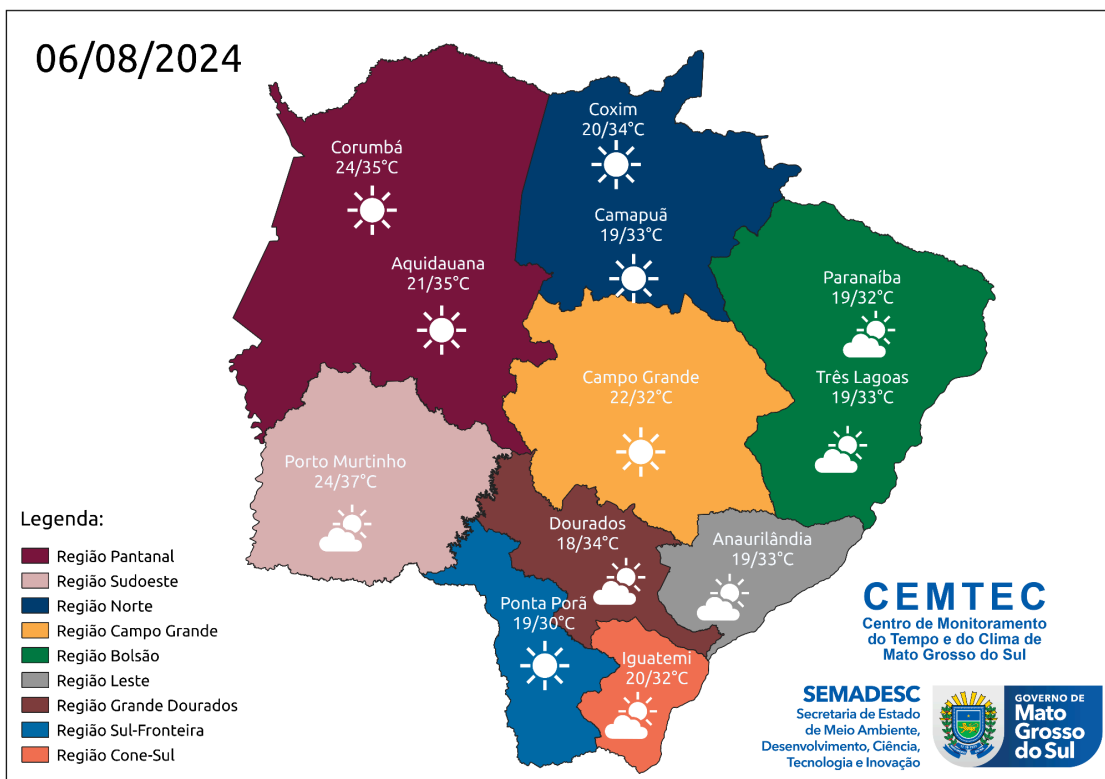 06/08/2024
Coxim
20/34°C
Corumbá
24/35°C
Camapuã
19/33°C
Aquidauana
21/35°C
Paranaíba
19/32°C
Campo Grande
22/32°C
Três Lagoas
19/33°C
Porto Murtinho
24/37°C
Dourados
18/34°C
Anaurilândia
19/33°C
Ponta Porã
19/30°C
Iguatemi
20/32°C
Legenda:
Região Pantanal
Região Sudoeste
Região Norte
Região Campo Grande
Região Bolsão
Região Leste
Região Grande Dourados
Região Sul-Fronteira
Região Cone-Sul
CEMTEC
Centro de Monitoramento
do Tempo e do Clima de
Mato Grosso do Sul
SEMADESC
Secretaria de Estado
de Meio Ambiente,
Desenvolvimento, Ciência,
Tecnologia e Inovação
GOVERNO DE
Mato
Grosso
do Sul